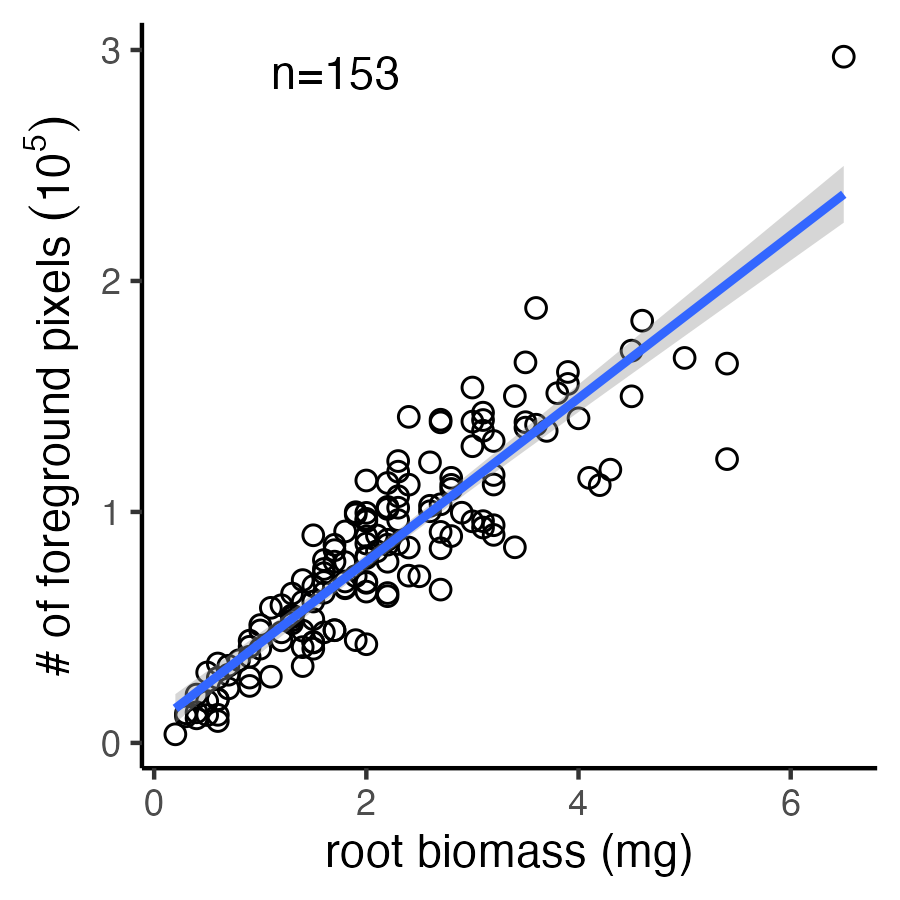 n=153
# of foreground pixels (10⁵)
3
2
1
0
0 2 4 6
root biomass (mg)